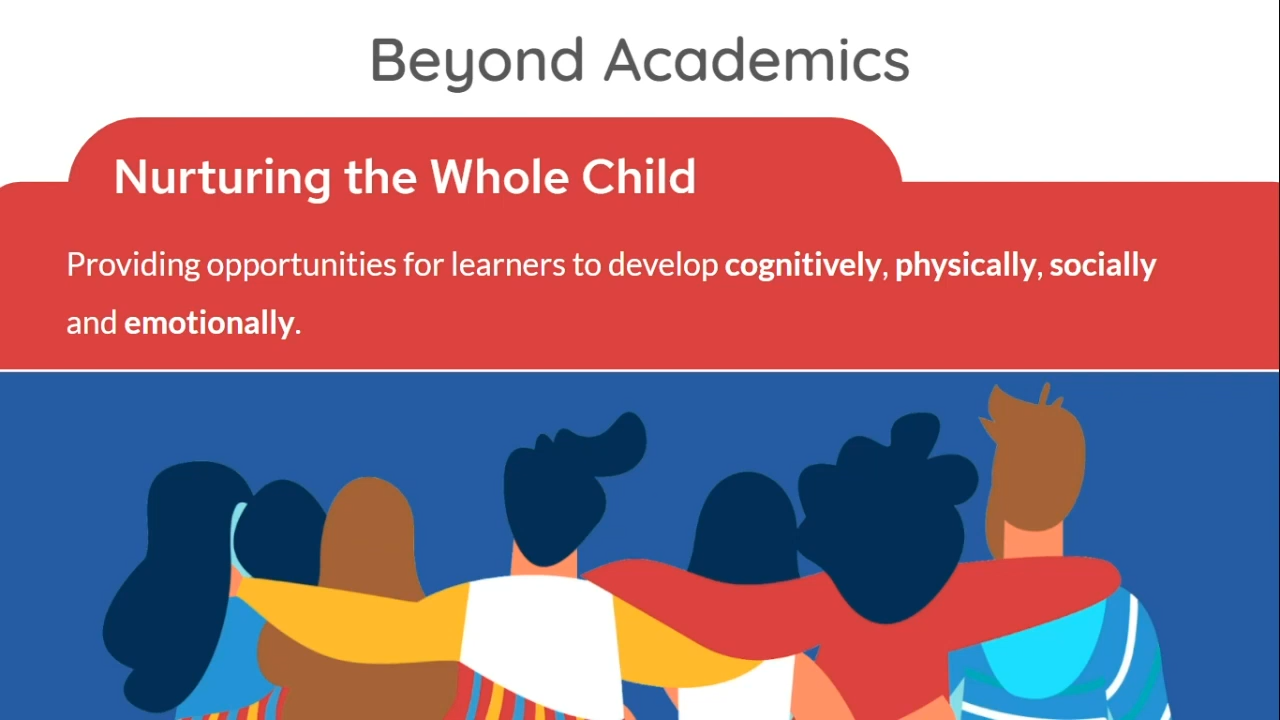 Beyond Academics
Nurturing the Whole Child
Providing opportunities for learners to develop cognitively, physically, socially
and emotionally.